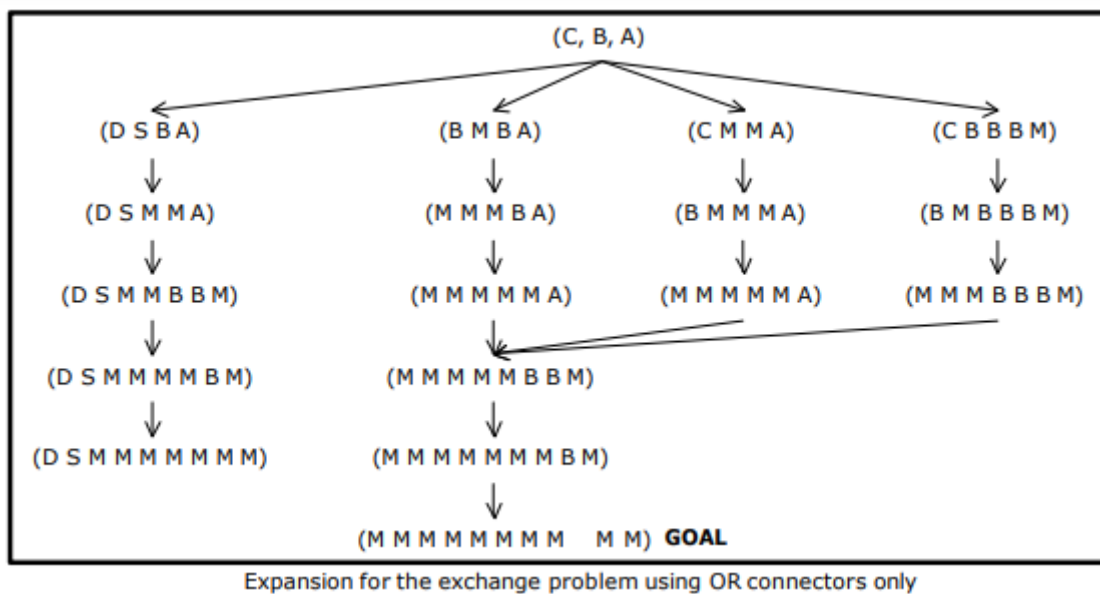 (C, B, A)
(D S B A) (B M B A) (C M M A) (C B B B M)
(D S M M A) (M M M B A) (B M M M A) (B M B B B M)
(D S M M B B M) (M M M M M A) (M M M M M A) (M M M B B B M)
(D S M M M M B M) (M M M M M B B M)
(D S M M M M M M M) (M M M M M M M B M)
(M M M M M M M M M M) GOAL
Expansion for the exchange problem using OR connectors only